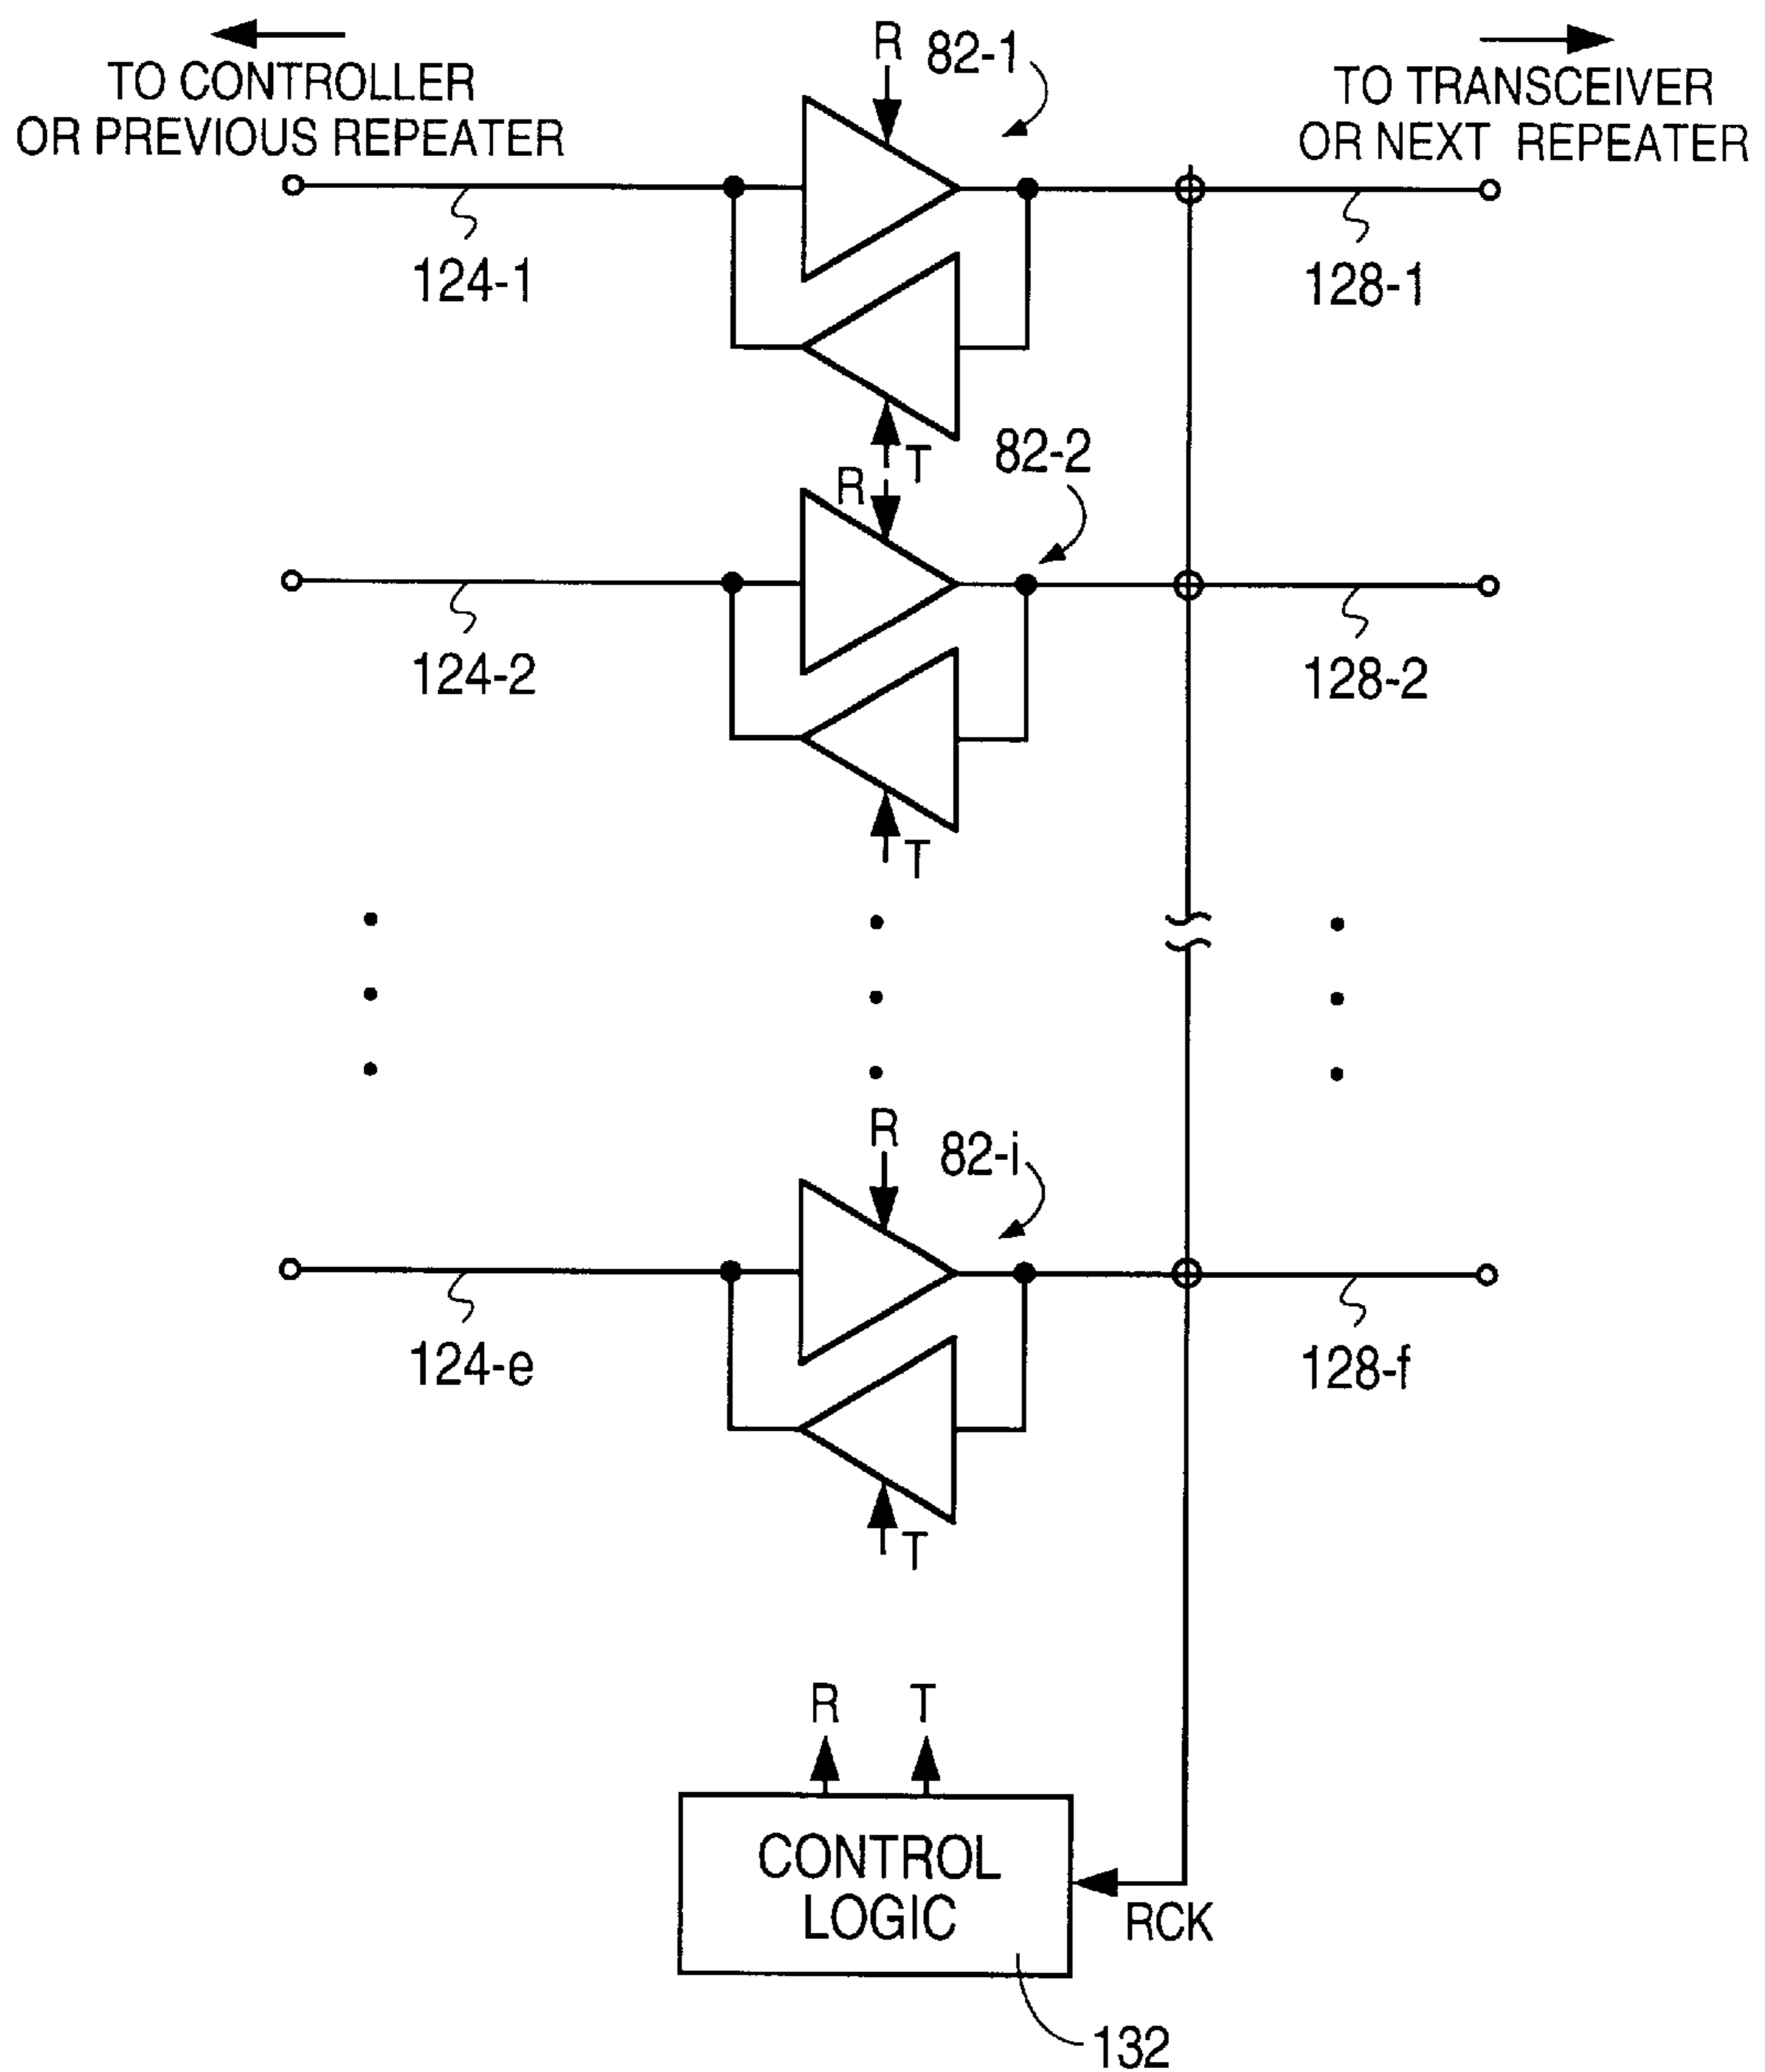 TO CONTROLLER
OR PREVIOUS REPEATER
R
82-1
TO TRANSCEIVER
OR NEXT REPEATER
124-1
128-1
T
R
82-2
124-2
128-2
T
R
82-i
124-e
128-f
T
R
T
CONTROL
LOGIC
RCK
132